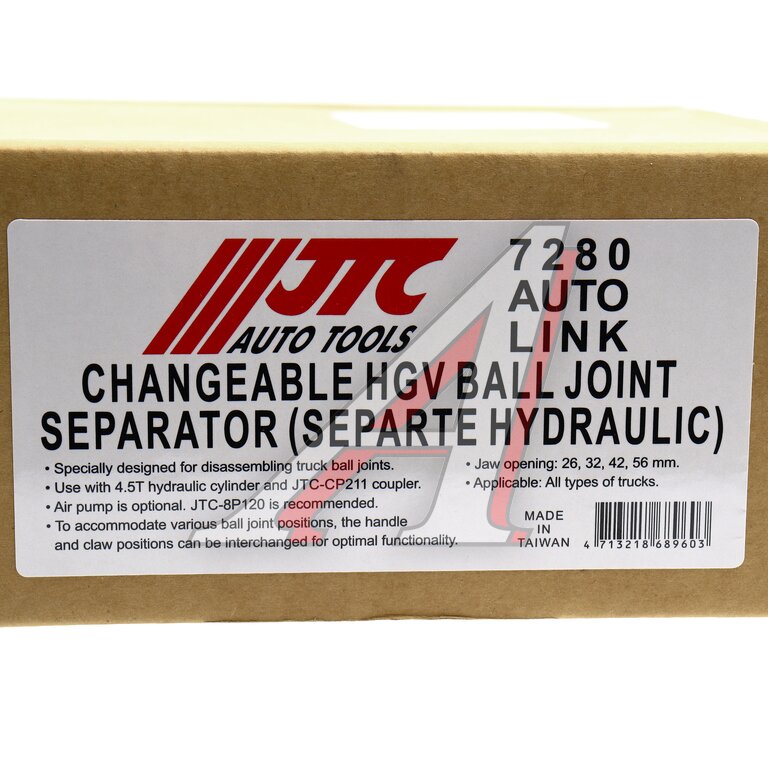 JTC
AUTO TOOLS
7280
AUTO
LINK
CHANGEABLE HGV BALL JOINT
SEPARATOR (SEPARTE HYDRAULIC)
• Specially designed for disassembling truck ball joints.
• Use with 4.5T hydraulic cylinder and JTC-CP211 coupler.
• Air pump is optional. JTC-8P120 is recommended.
• To accommodate various ball joint positions, the handle
and claw positions can be interchanged for optimal functionality.
• Jaw opening: 26, 32, 42, 56 mm.
• Applicable: All types of trucks.
MADE
IN
TAIWAN
4 713218 689603